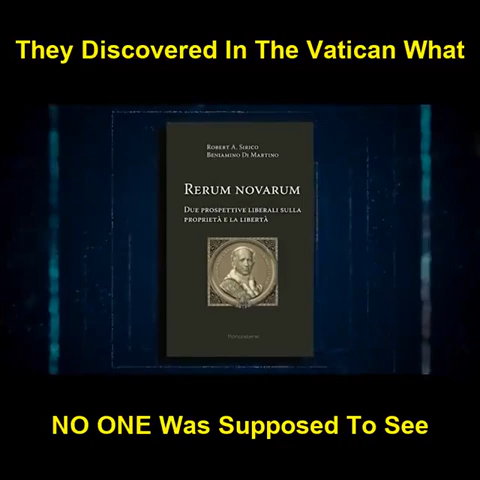 They Discovered In The Vatican What
Robert A. Sirico
Beniamino Di Martino
Rerum novarum
Due prospettive liberali sulla
proprietà e la libertà
NO ONE Was Supposed To See